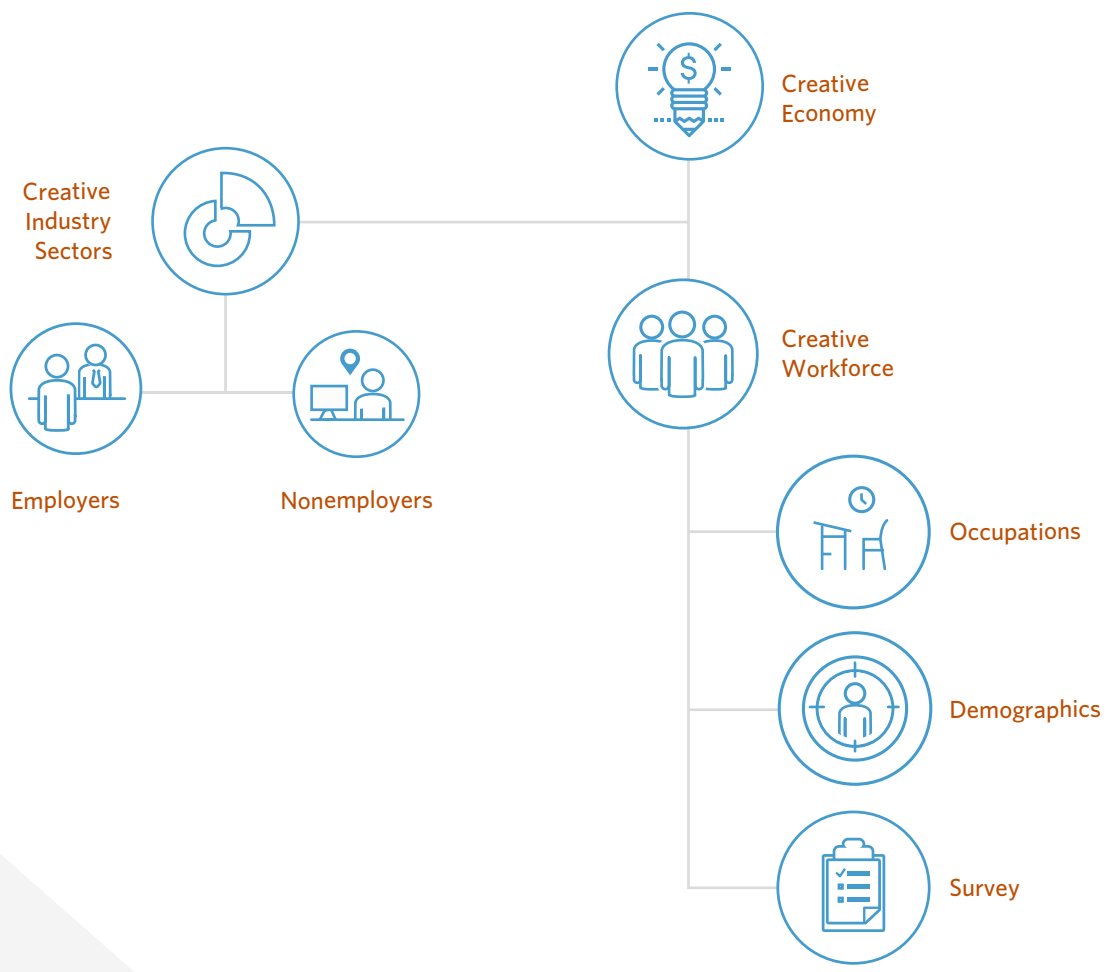 Creative
Economy
Creative
Industry
Sectors
Creative
Workforce
Employers
Nonemployers
Occupations
Demographics
Survey